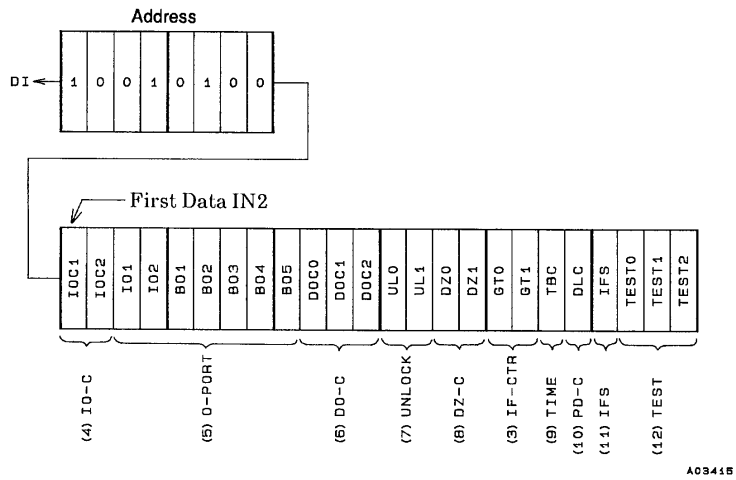 Address
DI 1 0 0 1 0 1 0 0
First Data IN2
IOC1 IOC2 IO1 IO2 BO1 BO2 BO3 BO4 BO5 DOC0 DOC1 DOC2 UL0 UL1 DZ0 DZ1 GT0 GT1 TBC DLC IFS TEST0 TEST1 TEST2
(4) IO-C (5) O-PORT (6) DO-C (7) UNLOCK (8) DZ-C (3) IF-CTR (9) TIME (10) PD-C (11) IFS (12) TEST
A03415